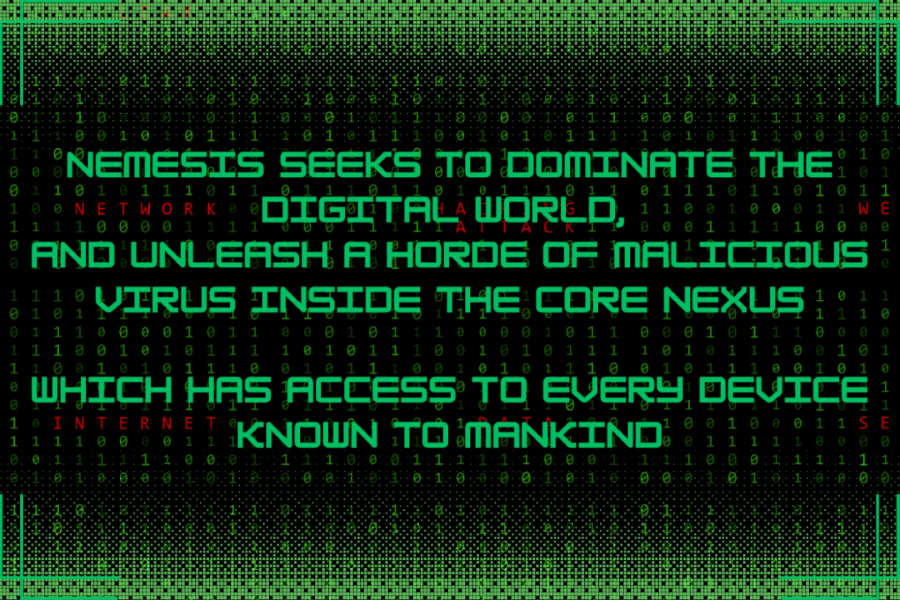 NEMESIS SEEKS TO DOMINATE THE
DIGITAL WORLD,
AND UNLEASH A HORDE OF MALICIOUS
VIRUS INSIDE THE CORE NEXUS
WHICH HAS ACCESS TO EVERY DEVICE
KNOWN TO MANKIND
NETWORK
WE
ATTACK
INTERNET
SE